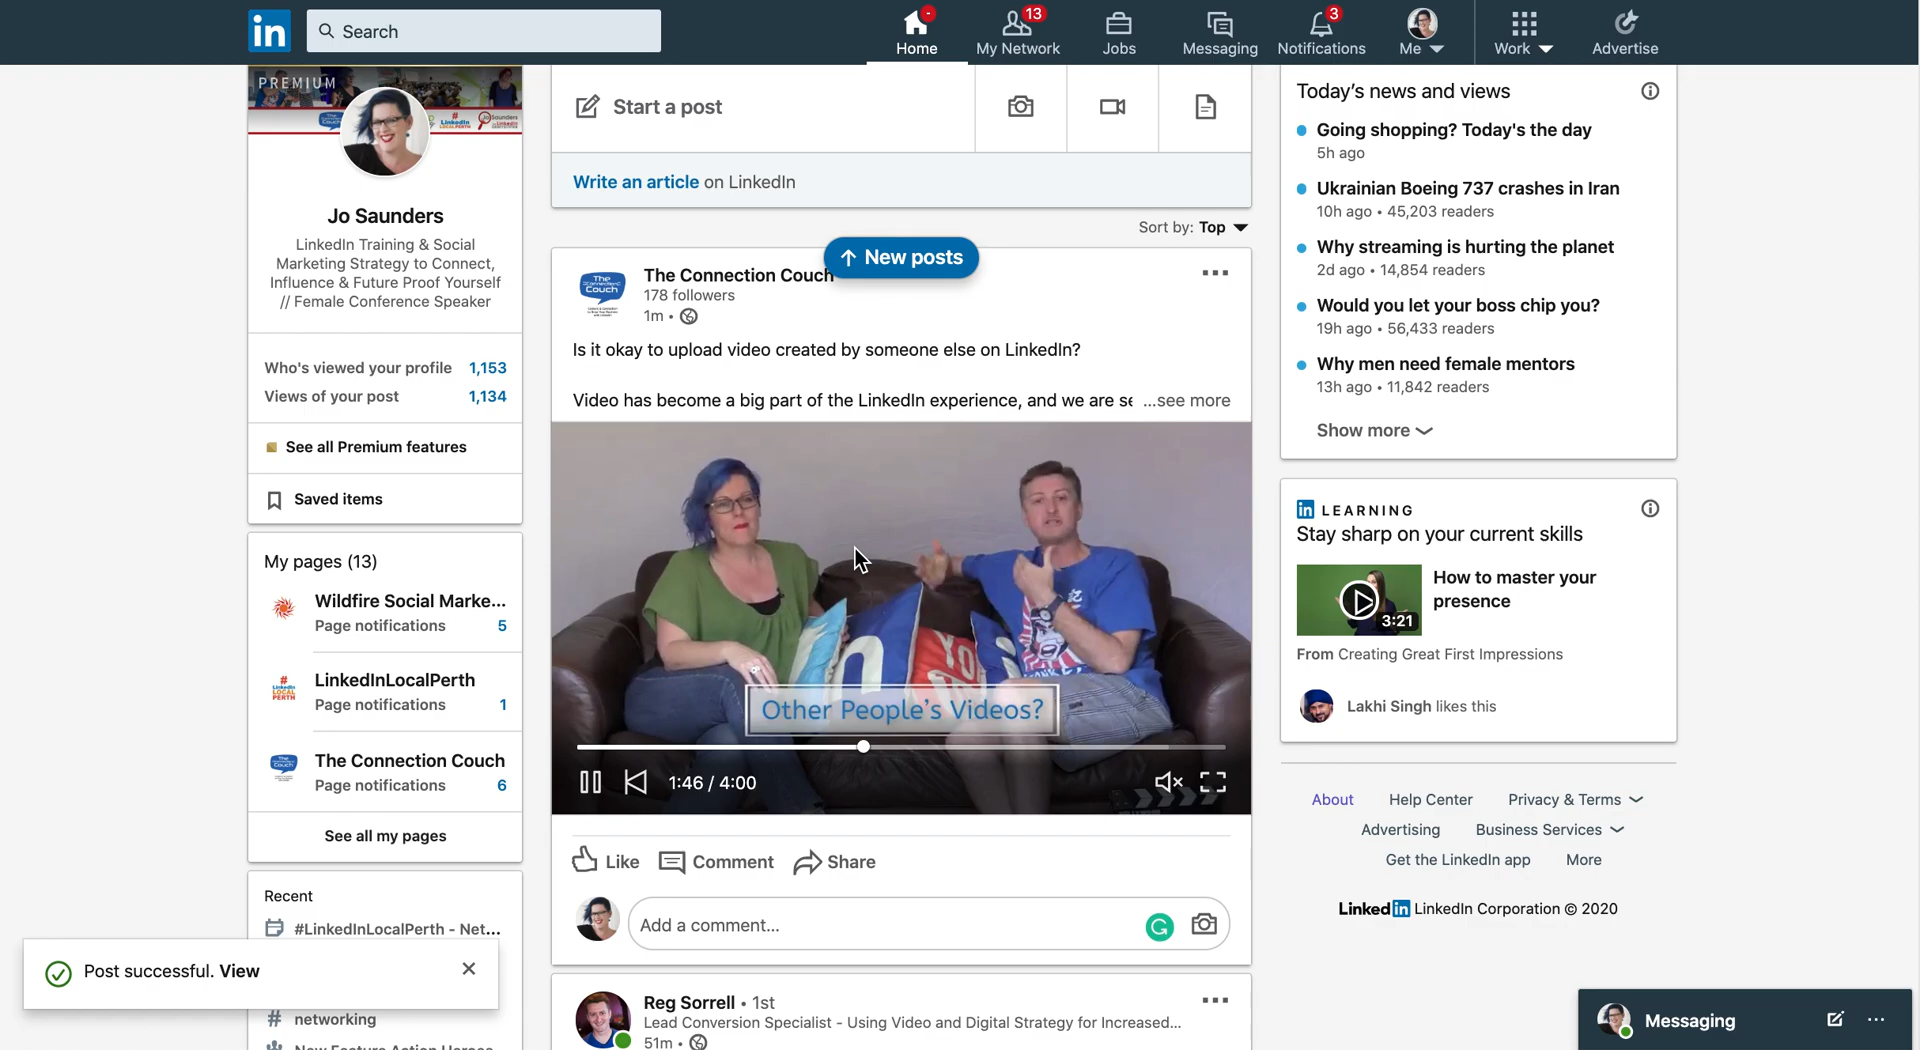 in
Search
Home
13
My Network
Jobs
Messaging
3
Notifications
Me
Work
Advertise
PREMIUM
Jo Saunders
LinkedIn Training & Social
Marketing Strategy to Connect,
Influence & Future Proof Yourself
// Female Conference Speaker
Who's viewed your profile 1,153
Views of your post 1,134
See all Premium features
Saved items
My pages (13)
Wildfire Social Marke...
Page notifications 5
LinkedInLocalPerth
Page notifications 1
The Connection Couch
Page notifications 6
See all my pages
Recent
#LinkedInLocalPerth - Net...
Post successful. View
# networking
New Feature Action Heroes
Start a post
Write an article on LinkedIn
Sort by: Top
New posts
The Connection Couch
178 followers
1m •
Is it okay to upload video created by someone else on LinkedIn?
Video has become a big part of the LinkedIn experience, and we are se ...see more
Other People's Videos?
1:46 / 4:00
Like Comment Share
Add a comment...
Reg Sorrell • 1st
Lead Conversion Specialist - Using Video and Digital Strategy for Increased...
51m •
Today's news and views
Going shopping? Today's the day
5h ago
Ukrainian Boeing 737 crashes in Iran
10h ago • 45,203 readers
Why streaming is hurting the planet
2d ago • 14,854 readers
Would you let your boss chip you?
19h ago • 56,433 readers
Why men need female mentors
13h ago • 11,842 readers
Show more
in LEARNING
Stay sharp on your current skills
3:21
How to master your
presence
From Creating Great First Impressions
Lakhi Singh likes this
About Help Center Privacy & Terms
Advertising Business Services
Get the LinkedIn app More
LinkedIn LinkedIn Corporation © 2020
Messaging